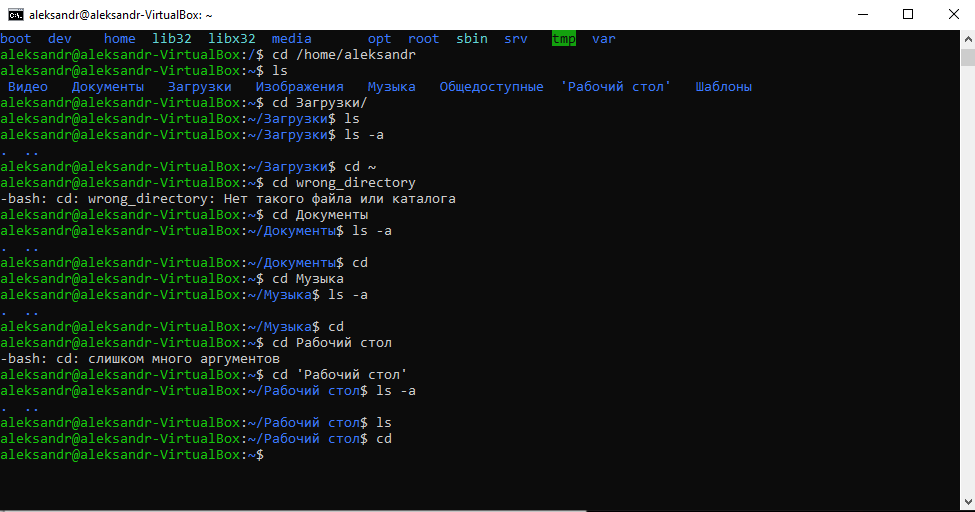 aleksandr@aleksandr-VirtualBox: ~
boot dev home lib32 libx32 media opt root sbin srv tmp var
aleksandr@aleksandr-VirtualBox:/$ cd /home/aleksandr
aleksandr@aleksandr-VirtualBox:~$ ls
Видео Документы Загрузки Изображения Музыка Общедоступные 'Рабочий стол' Шаблоны
aleksandr@aleksandr-VirtualBox:~$ cd Загрузки/
aleksandr@aleksandr-VirtualBox:~/Загрузки$ ls
aleksandr@aleksandr-VirtualBox:~/Загрузки$ ls -a
. ..
aleksandr@aleksandr-VirtualBox:~/Загрузки$ cd ~
aleksandr@aleksandr-VirtualBox:~$ cd wrong_directory
-bash: cd: wrong_directory: Нет такого файла или каталога
aleksandr@aleksandr-VirtualBox:~$ cd Документы
aleksandr@aleksandr-VirtualBox:~/Документы$ ls -a
. ..
aleksandr@aleksandr-VirtualBox:~/Документы$ cd
aleksandr@aleksandr-VirtualBox:~$ cd Музыка
aleksandr@aleksandr-VirtualBox:~/Музыка$ ls -a
. ..
aleksandr@aleksandr-VirtualBox:~/Музыка$ cd
aleksandr@aleksandr-VirtualBox:~$ cd Рабочий стол
-bash: cd: слишком много аргументов
aleksandr@aleksandr-VirtualBox:~$ cd 'Рабочий стол'
aleksandr@aleksandr-VirtualBox:~/Рабочий стол$ ls -a
. ..
aleksandr@aleksandr-VirtualBox:~/Рабочий стол$ ls
aleksandr@aleksandr-VirtualBox:~/Рабочий стол$ cd
aleksandr@aleksandr-VirtualBox:~$